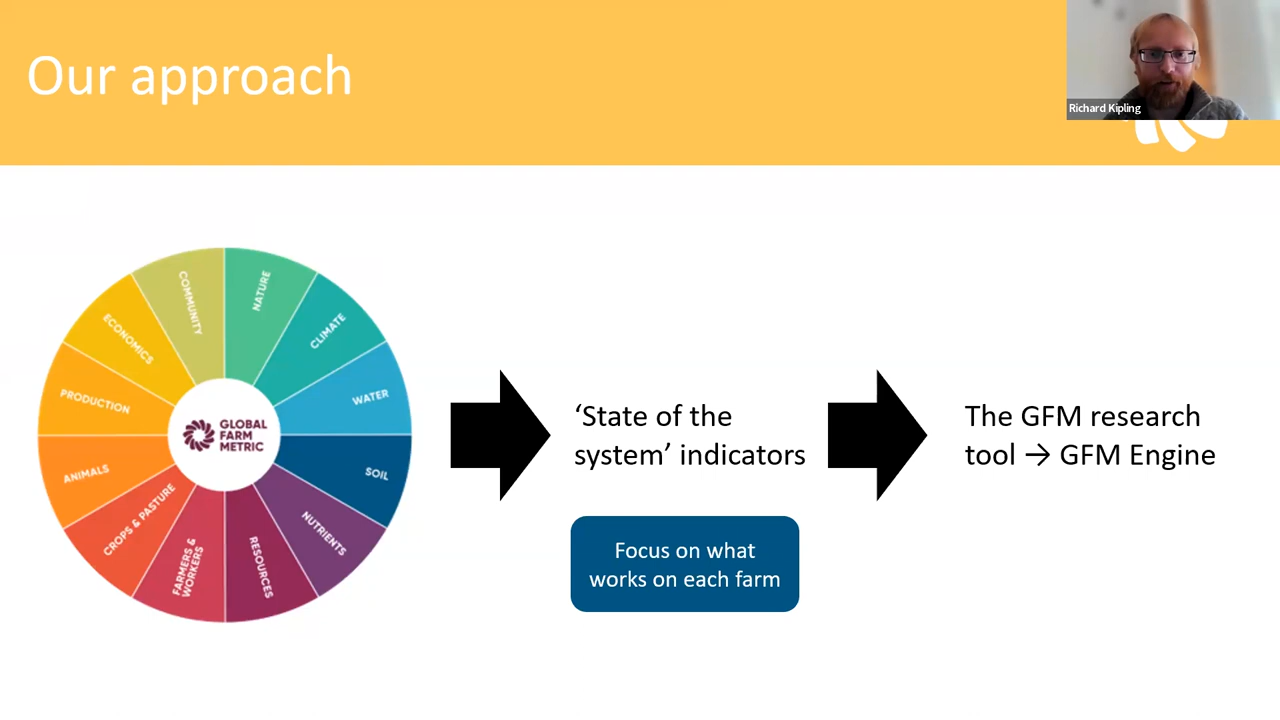 Our approach
Richard Kipling
COMMUNITY
NATURE
CLIMATE
WATER
SOIL
NUTRIENTS
RESOURCES
FARMERS &
WORKERS
CROPS & PASTURE
ANIMALS
PRODUCTION
ECONOMICS
GLOBAL
FARM
METRIC
‘State of the
system’ indicators
Focus on what
works on each farm
The GFM research
tool → GFM Engine